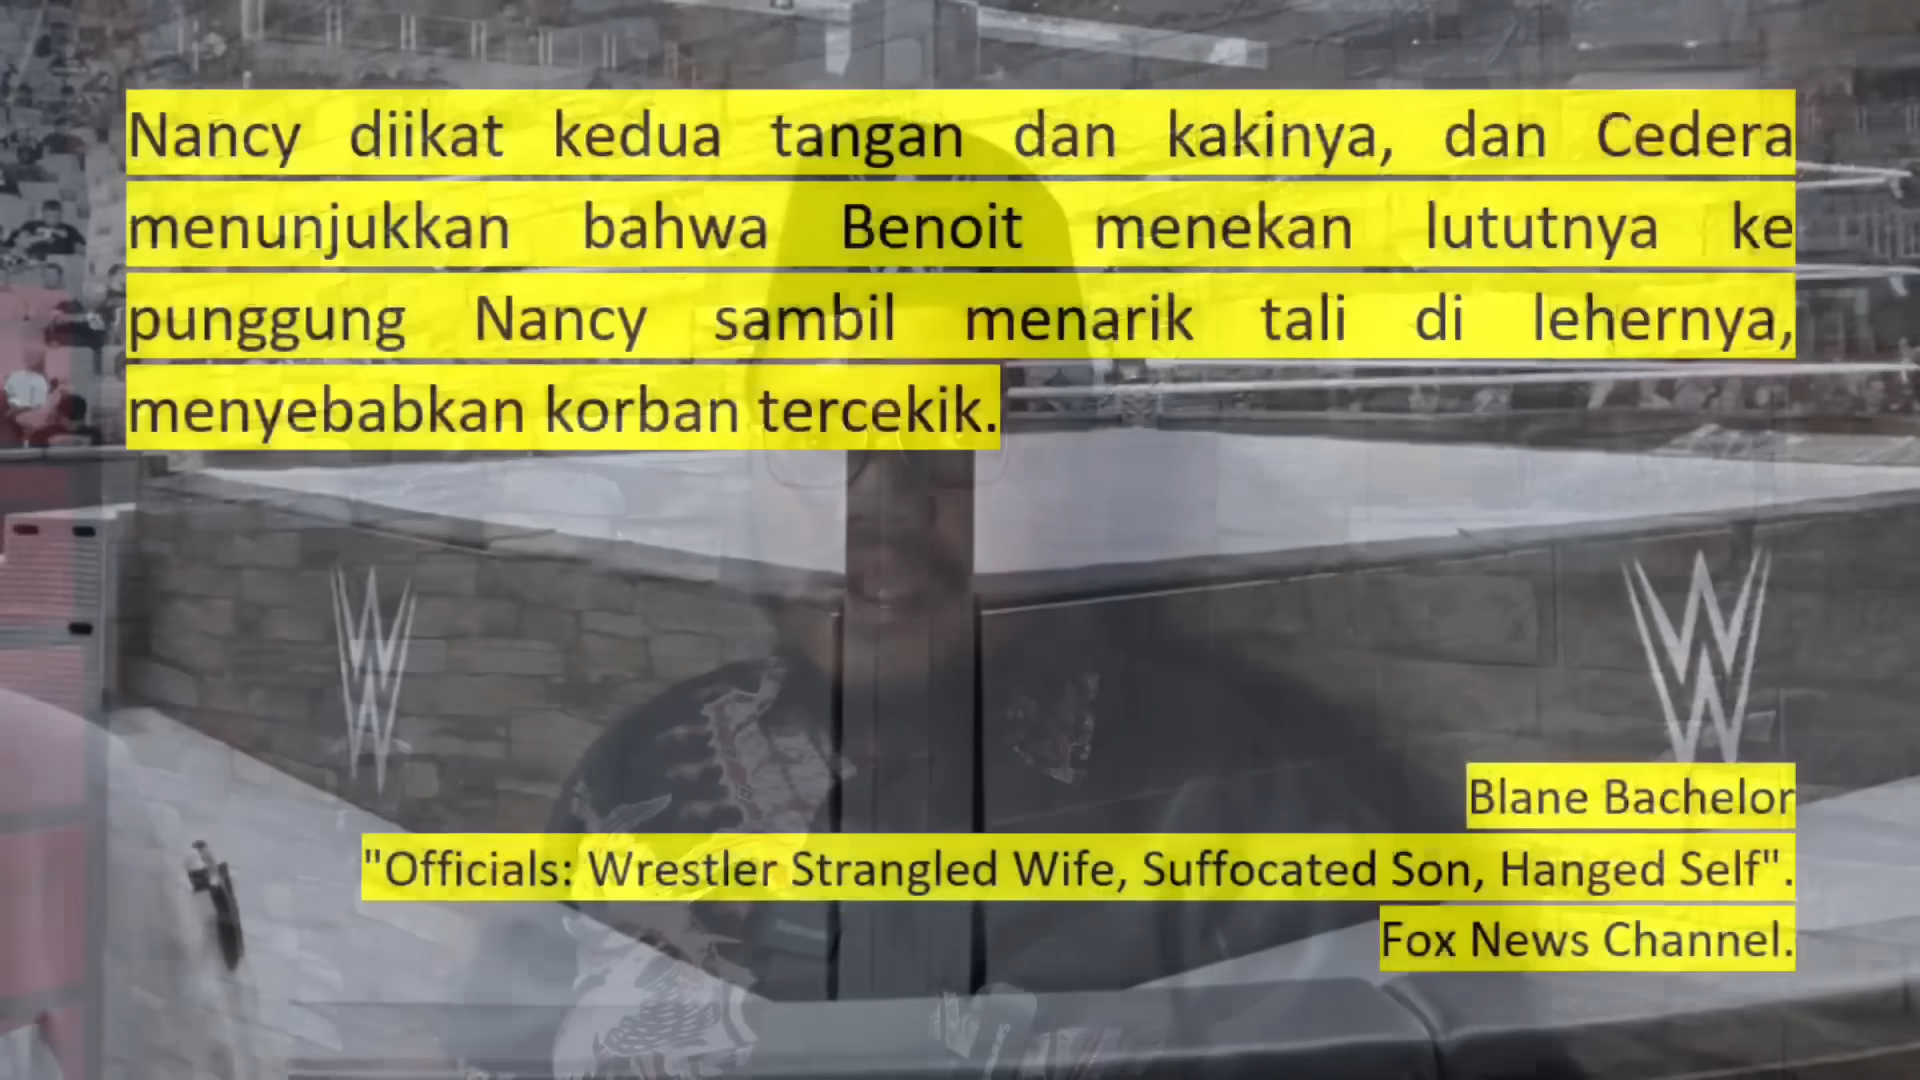 Nancy diikat kedua tangan dan kakinya, dan Cedera
menunjukkan bahwa Benoit menekan lututnya ke
punggung Nancy sambil menarik tali di lehernya,
menyebabkan korban tercekik.
Blane Bachelor
"Officials: Wrestler Strangled Wife, Suffocated Son, Hanged Self".
Fox News Channel.